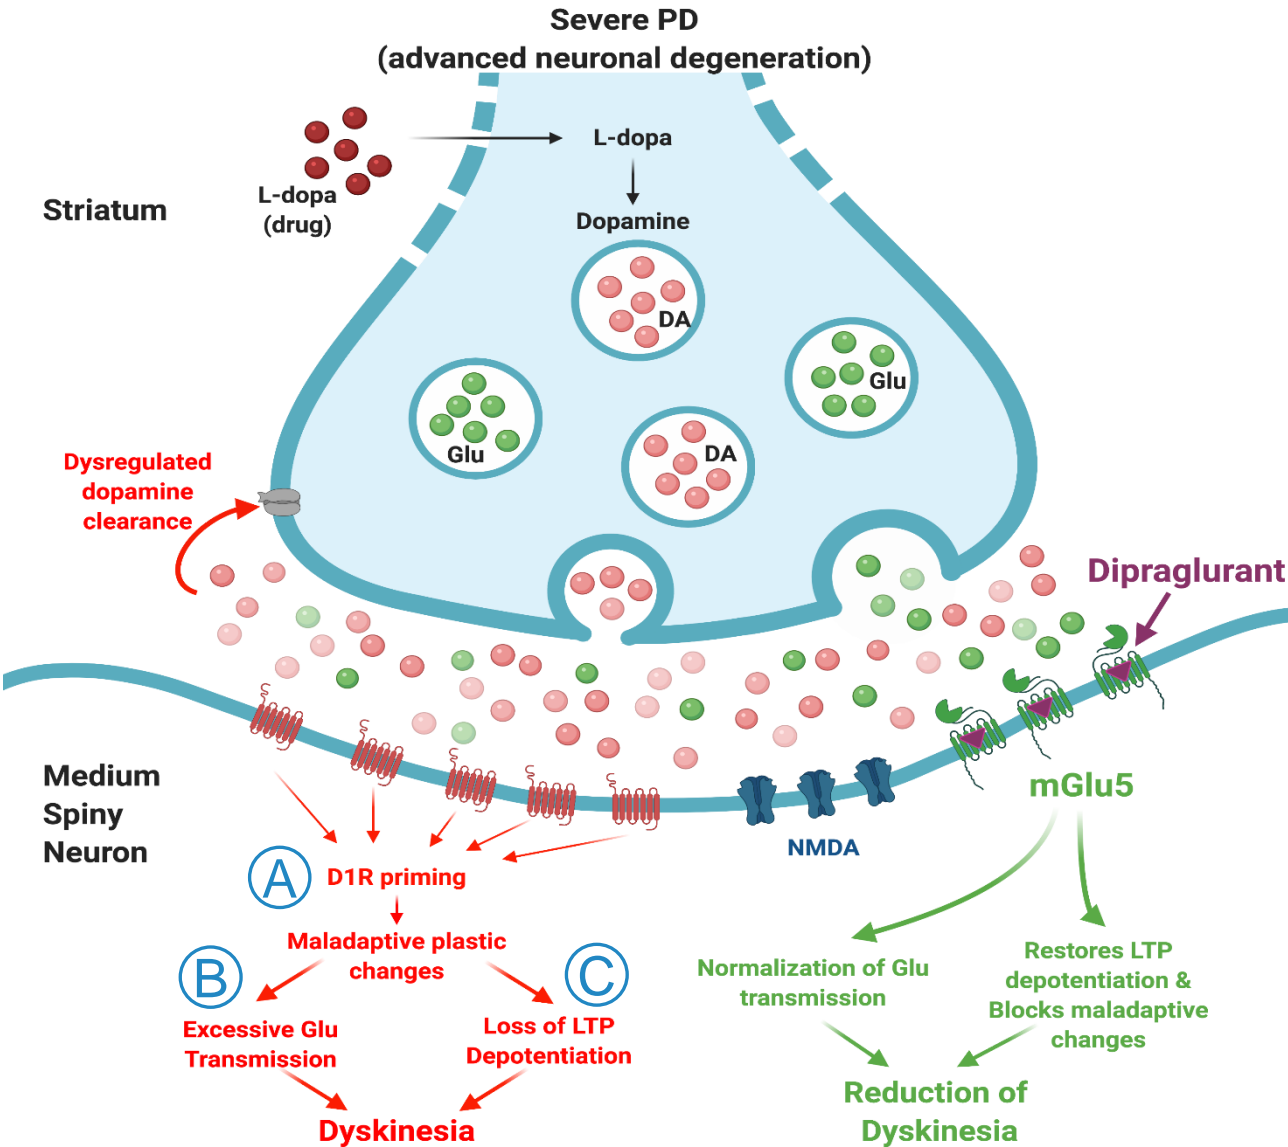 Severe PD
(advanced neuronal degeneration)
L-dopa
(drug)
L-dopa
Dopamine
Striatum
DA
Glu
Glu
DA
Dysregulated
dopamine
clearance
Dipraglurant
Medium
Spiny
Neuron
mGlu5
NMDA
A
D1R priming
Maladaptive plastic
changes
B
C
Excessive Glu
Transmission
Loss of LTP
Depotentiation
Dyskinesia
Normalization of Glu
transmission
Restores LTP
depotentiation &
Blocks maladaptive
changes
Reduction of
Dyskinesia